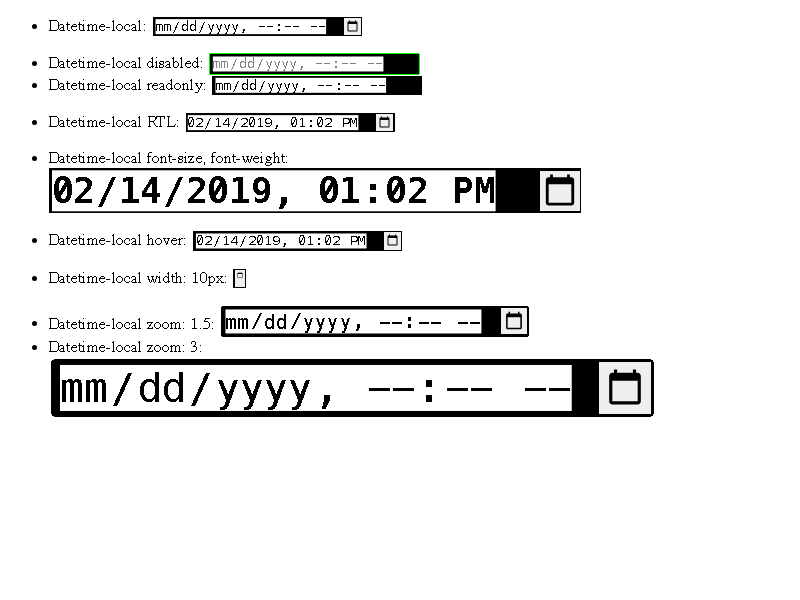 Datetime-local: mm/dd/yyyy, --:-- --
Datetime-local disabled: mm/dd/yyyy, --:-- --
Datetime-local readonly: mm/dd/yyyy, --:-- --
Datetime-local RTL: 02/14/2019, 01:02 PM
Datetime-local font-size, font-weight:
02/14/2019, 01:02 PM
Datetime-local hover: 02/14/2019, 01:02 PM
Datetime-local width: 10px:
Datetime-local zoom: 1.5: mm/dd/yyyy, --:-- --
Datetime-local zoom: 3:
mm/dd/yyyy, --:-- --